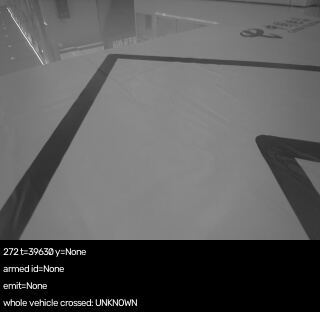 272 t=39630 y=None
armed id=None
emit=None
whole vehicle crossed: UNKNOWN